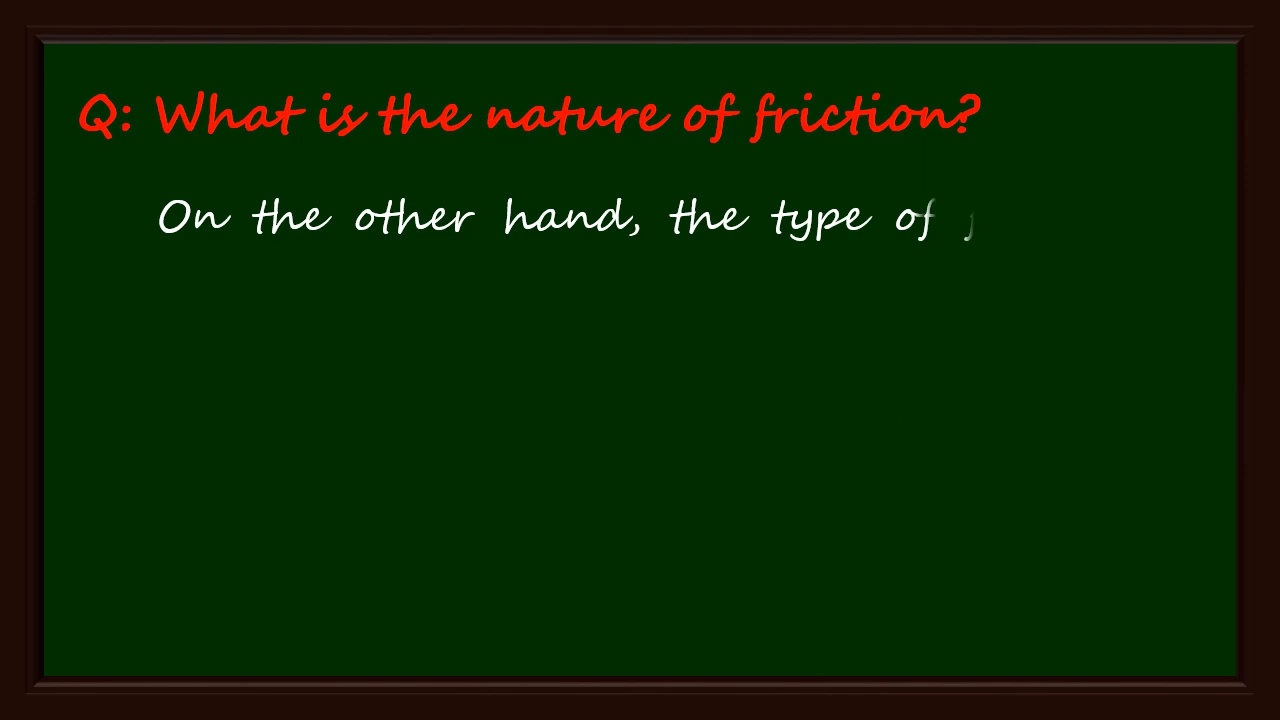 Q: What is the nature of friction?
On the other hand, the type of